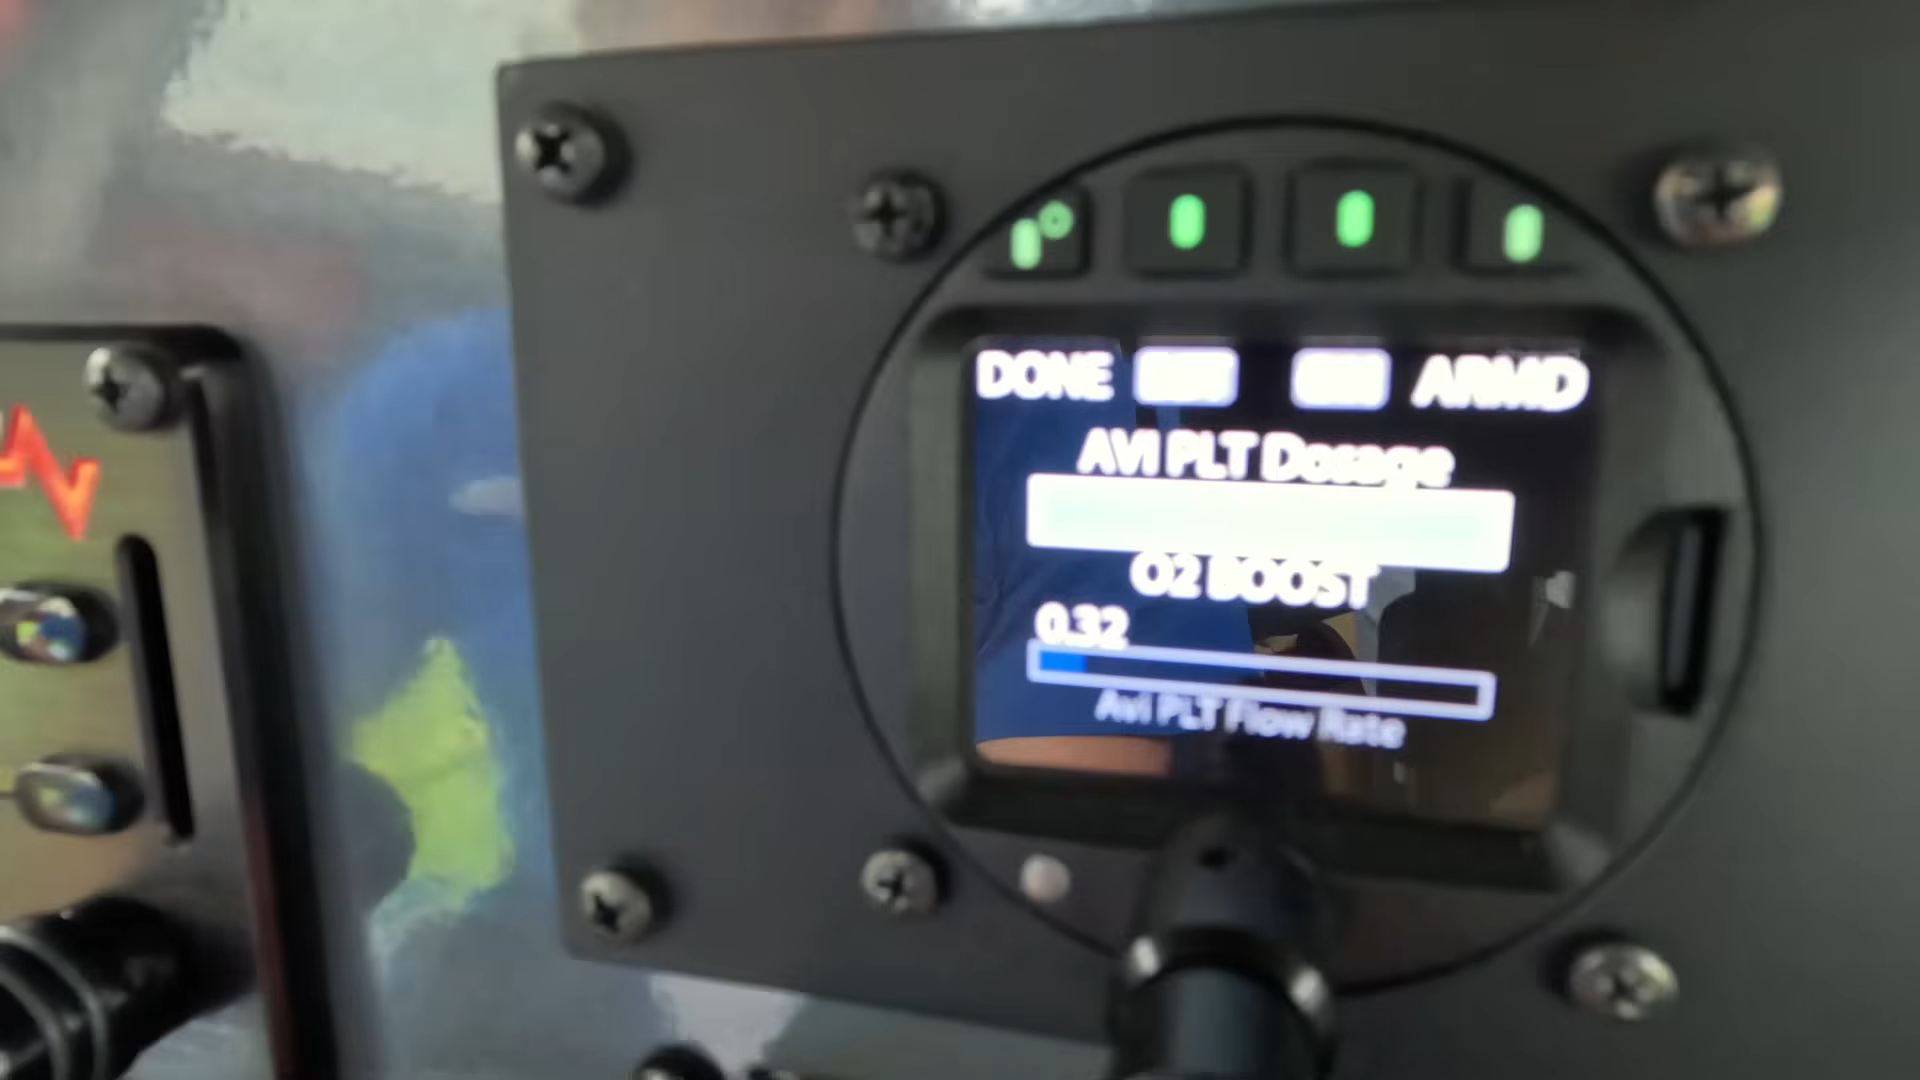 DONE ARMD
AVI PLT Dosage
O2 BOOST
0.32
Avi PLT Flow Rate